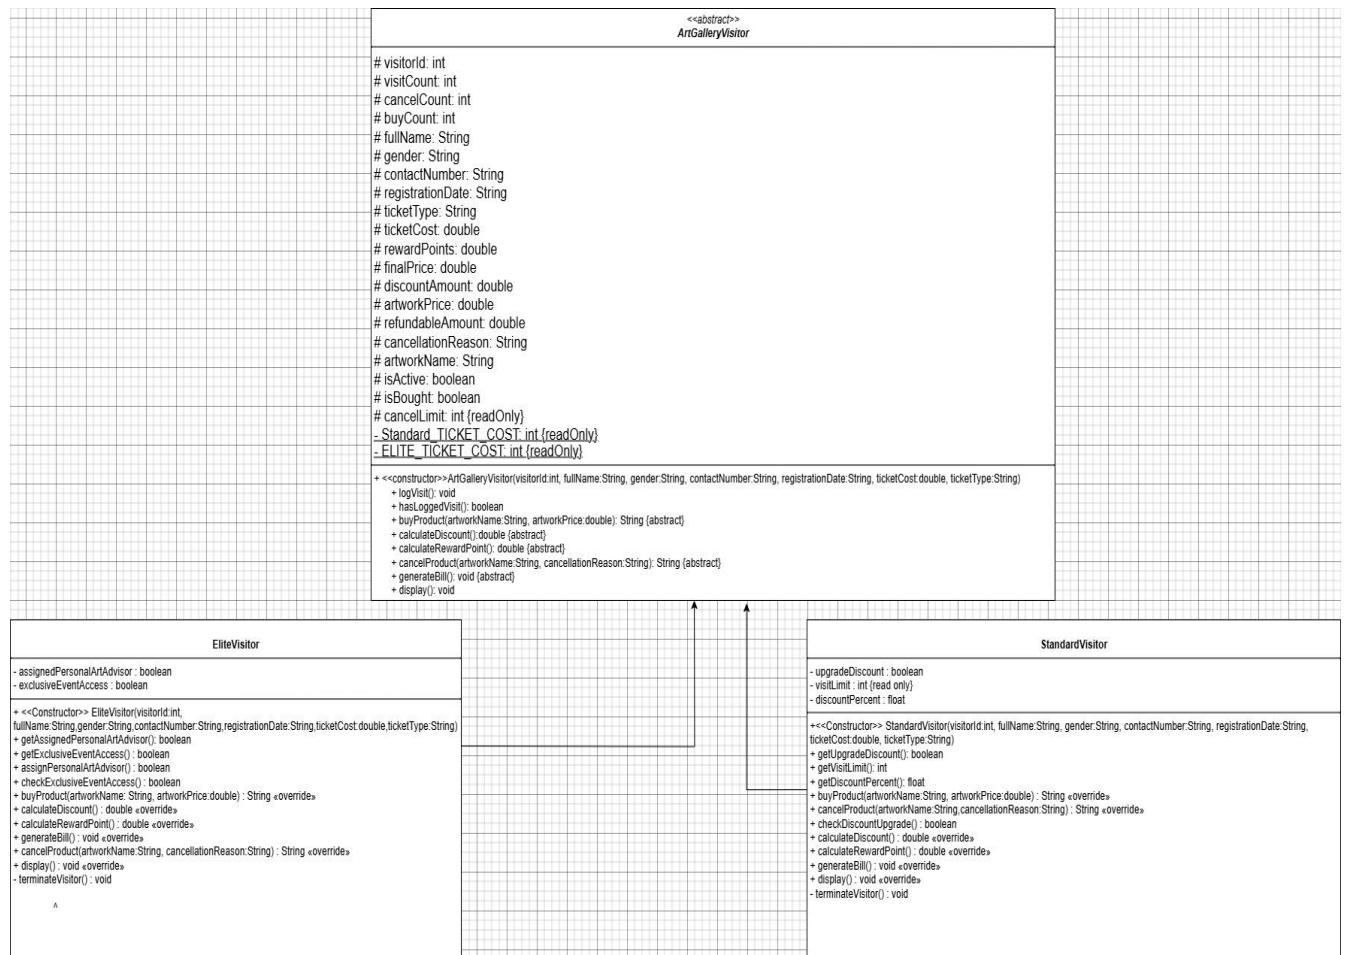 <<abstract>>
ArtGalleryVisitor
# visitorId: int
# visitCount: int
# cancelCount: int
# buyCount: int
# fullName: String
# gender: String
# contactNumber: String
# registrationDate: String
# ticketType: String
# ticketCost: double
# rewardPoints: double
# finalPrice: double
# discountAmount: double
# artworkPrice: double
# refundableAmount: double
# cancellationReason: String
# artworkName: String
# isActive: boolean
# isBought: boolean
# cancelLimit: int {readOnly}
- Standard_TICKET_COST: int {readOnly}
- ELITE_TICKET_COST: int {readOnly}
+ <<constructor>>ArtGalleryVisitor(visitorId:int, fullName:String, gender:String, contactNumber:String, registrationDate:String, ticketCost:double, ticketType:String)
+ logVisit(): void
+ hasLoggedVisit(): boolean
+ buyProduct(artworkName:String, artworkPrice:double): String {abstract}
+ calculateDiscount():double {abstract}
+ calculateRewardPoint(): double {abstract}
+ cancelProduct(artworkName:String, cancellationReason:String): String {abstract}
+ generateBill(): void {abstract}
+ display(): void
EliteVisitor
- assignedPersonalArtAdvisor : boolean
- exclusiveEventAccess : boolean
+ <<Constructor>> EliteVisitor(visitorId:int,
fullName:String,gender:String,contactNumber:String,registrationDate:String,ticketCost:double,ticketType:String)
+ getAssignedPersonalArtAdvisor(): boolean
+ getExclusiveEventAccess() : boolean
+ assignPersonalArtAdvisor() : boolean
+ checkExclusiveEventAccess() : boolean
+ buyProduct(artworkName: String, artworkPrice:double) : String «override»
+ calculateDiscount() : double «override»
+ calculateRewardPoint() : double «override»
+ generateBill() : void «override»
+ cancelProduct(artworkName:String, cancellationReason:String) : String «override»
+ display() : void «override»
- terminateVisitor() : void
^
StandardVisitor
- upgradeDiscount : boolean
- visitLimit : int {read only}
- discountPercent : float
+<<Constructor>> StandardVisitor(visitorId:int, fullName:String, gender:String, contactNumber:String, registrationDate:String,
ticketCost:double, ticketType:String)
+ getUpgradeDiscount(): boolean
+ getVisitLimit(): int
+ getDiscountPercent(): float
+ buyProduct(artworkName:String, artworkPrice:double) : String «override»
+ cancelProduct(artworkName:String,cancellationReason:String) : String «override»
+ checkDiscountUpgrade() : boolean
+ calculateDiscount() : double «override»
+ calculateRewardPoint() : double «override»
+ generateBill() : void «override»
+ display() : void «override»
- terminateVisitor() : void